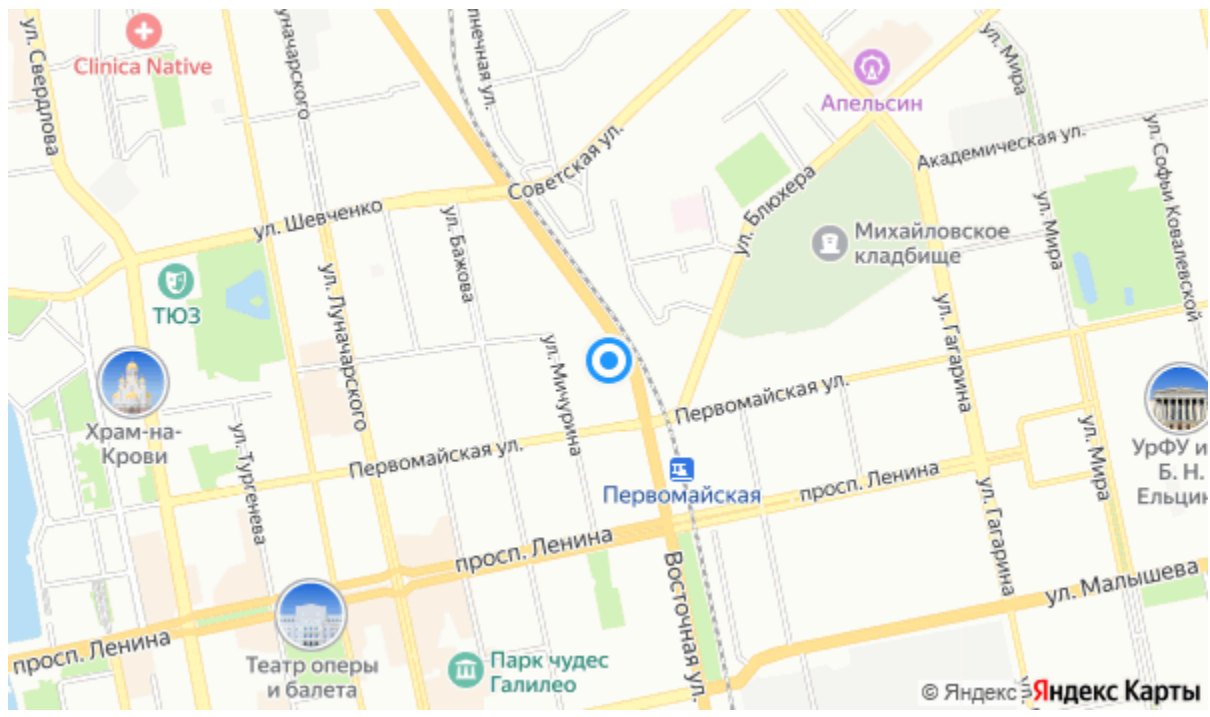 ул. Свердлова
Clinica Native
уначарского
лнечная ул.
Апельсин
ул. Мира
Советская ул.
Академическая ул.
ул. Софьи Ковалевской
ул. Шевченко
ул. Бажова
ул. Блюхера
Михайловское
кладбище
ул. Мира
ТЮЗ
ул. Луначарского
ул. Гагарина
ул. Мичурина
Храм-на-
Крови
ул. Тургенева
Первомайская ул.
Первомайская ул.
Первомайская
просп. Ленина
ул. Гагарина
ул. Мира
УрФУ и
Б. Н.
Ельцин
просп. Ленина
Восточная ул.
ул. Малышева
просп. Ленина
Театр оперы
и балета
Парк чудес
Галилео
© Яндекс
Яндекс Карты